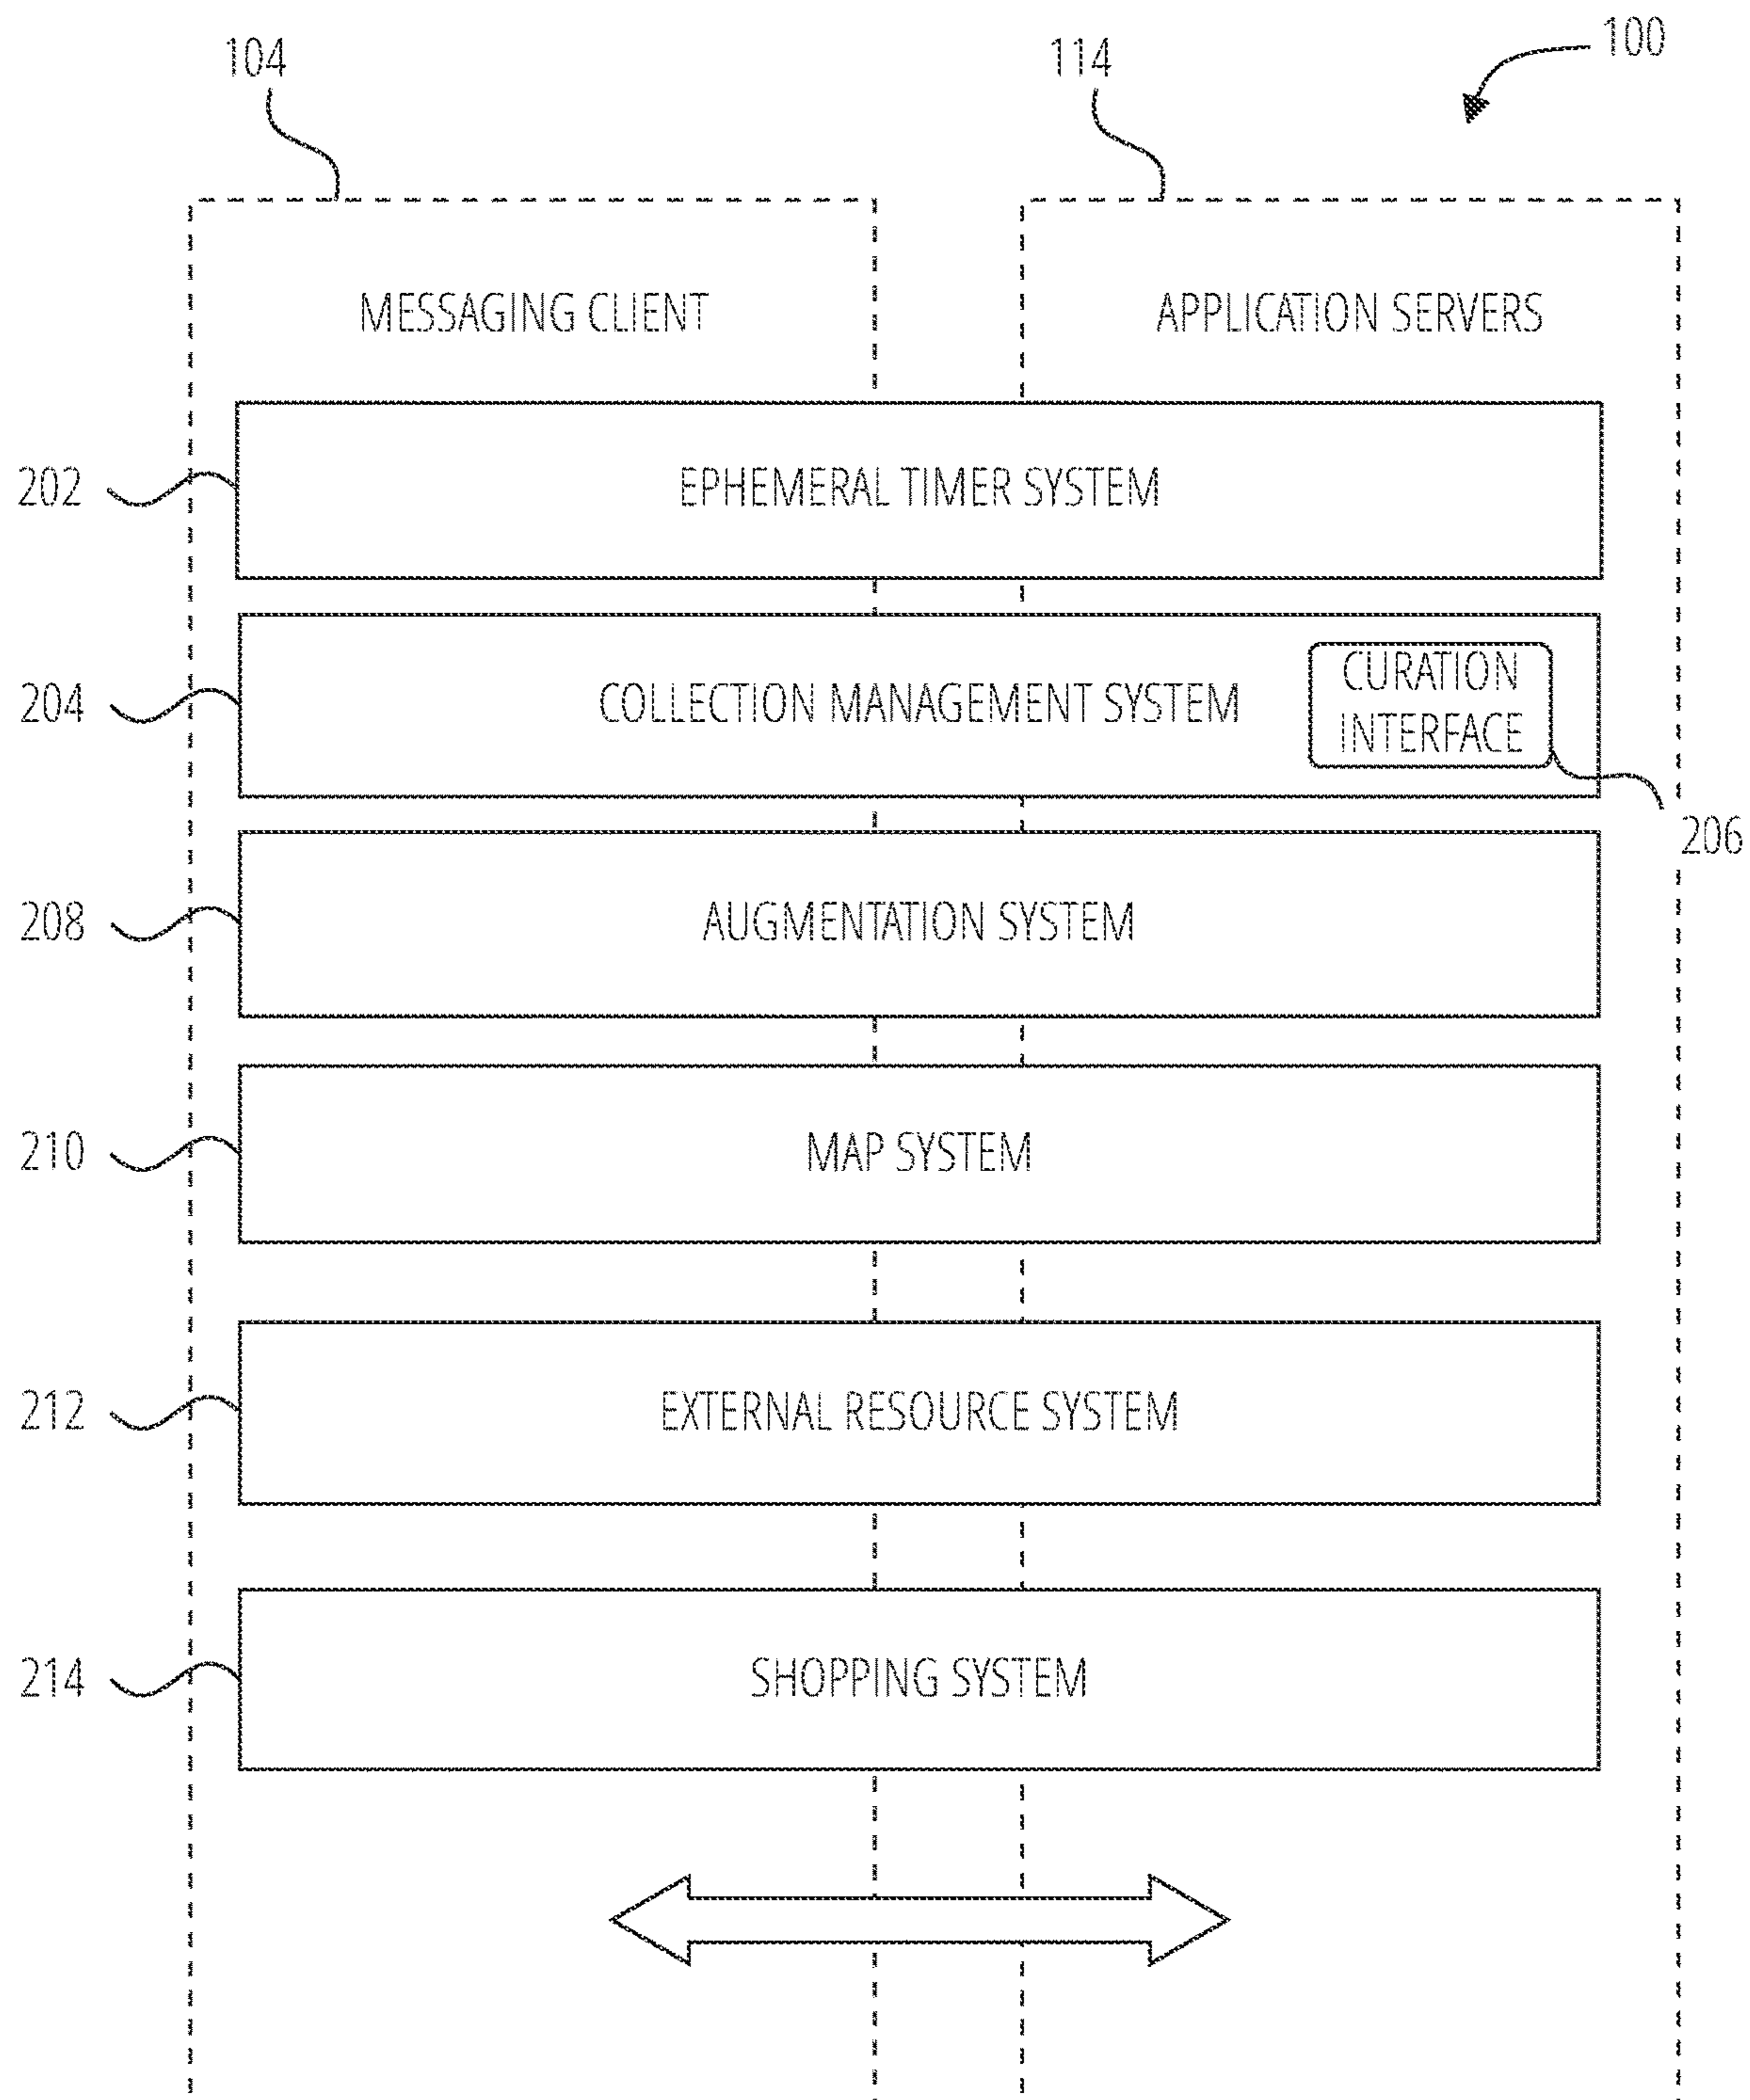 104
114
100
MESSAGING CLIENT
APPLICATION SERVERS
202
EPHEMERAL TIMER SYSTEM
204
COLLECTION MANAGEMENT SYSTEM
CURATION
INTERFACE
206
208
AUGMENTATION SYSTEM
210
MAP SYSTEM
212
EXTERNAL RESOURCE SYSTEM
214
SHOPPING SYSTEM